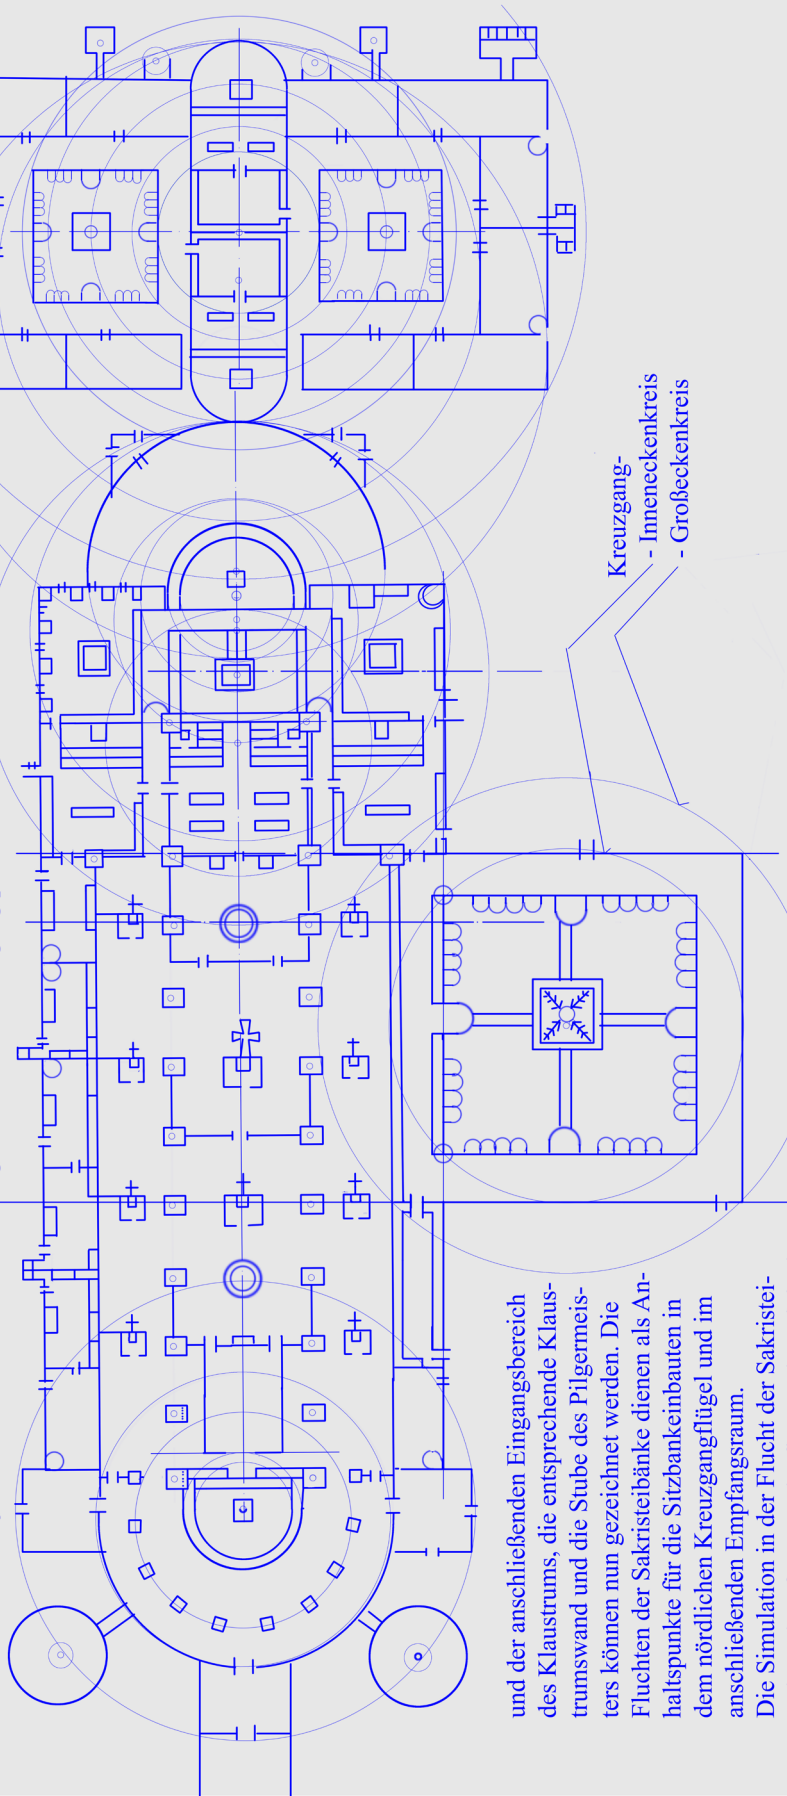 Kreuzgang-
- Inneneckenkreis
- Großeckenkreis
und der anschließenden Eingangsbereich
des Klaustrums, die entsprechende Klaus-
trumswand und die Stube des Pilgermeis-
ters können nun gezeichnet werden. Die
Fluchten der Sakristeibänke dienen als An-
haltspunkte für die Sitzbankeinbauten in
dem nördlichen Kreuzgangflügel und im
anschließenden Empfangsraum.
Die Simulation in der Flucht der Sakristei-